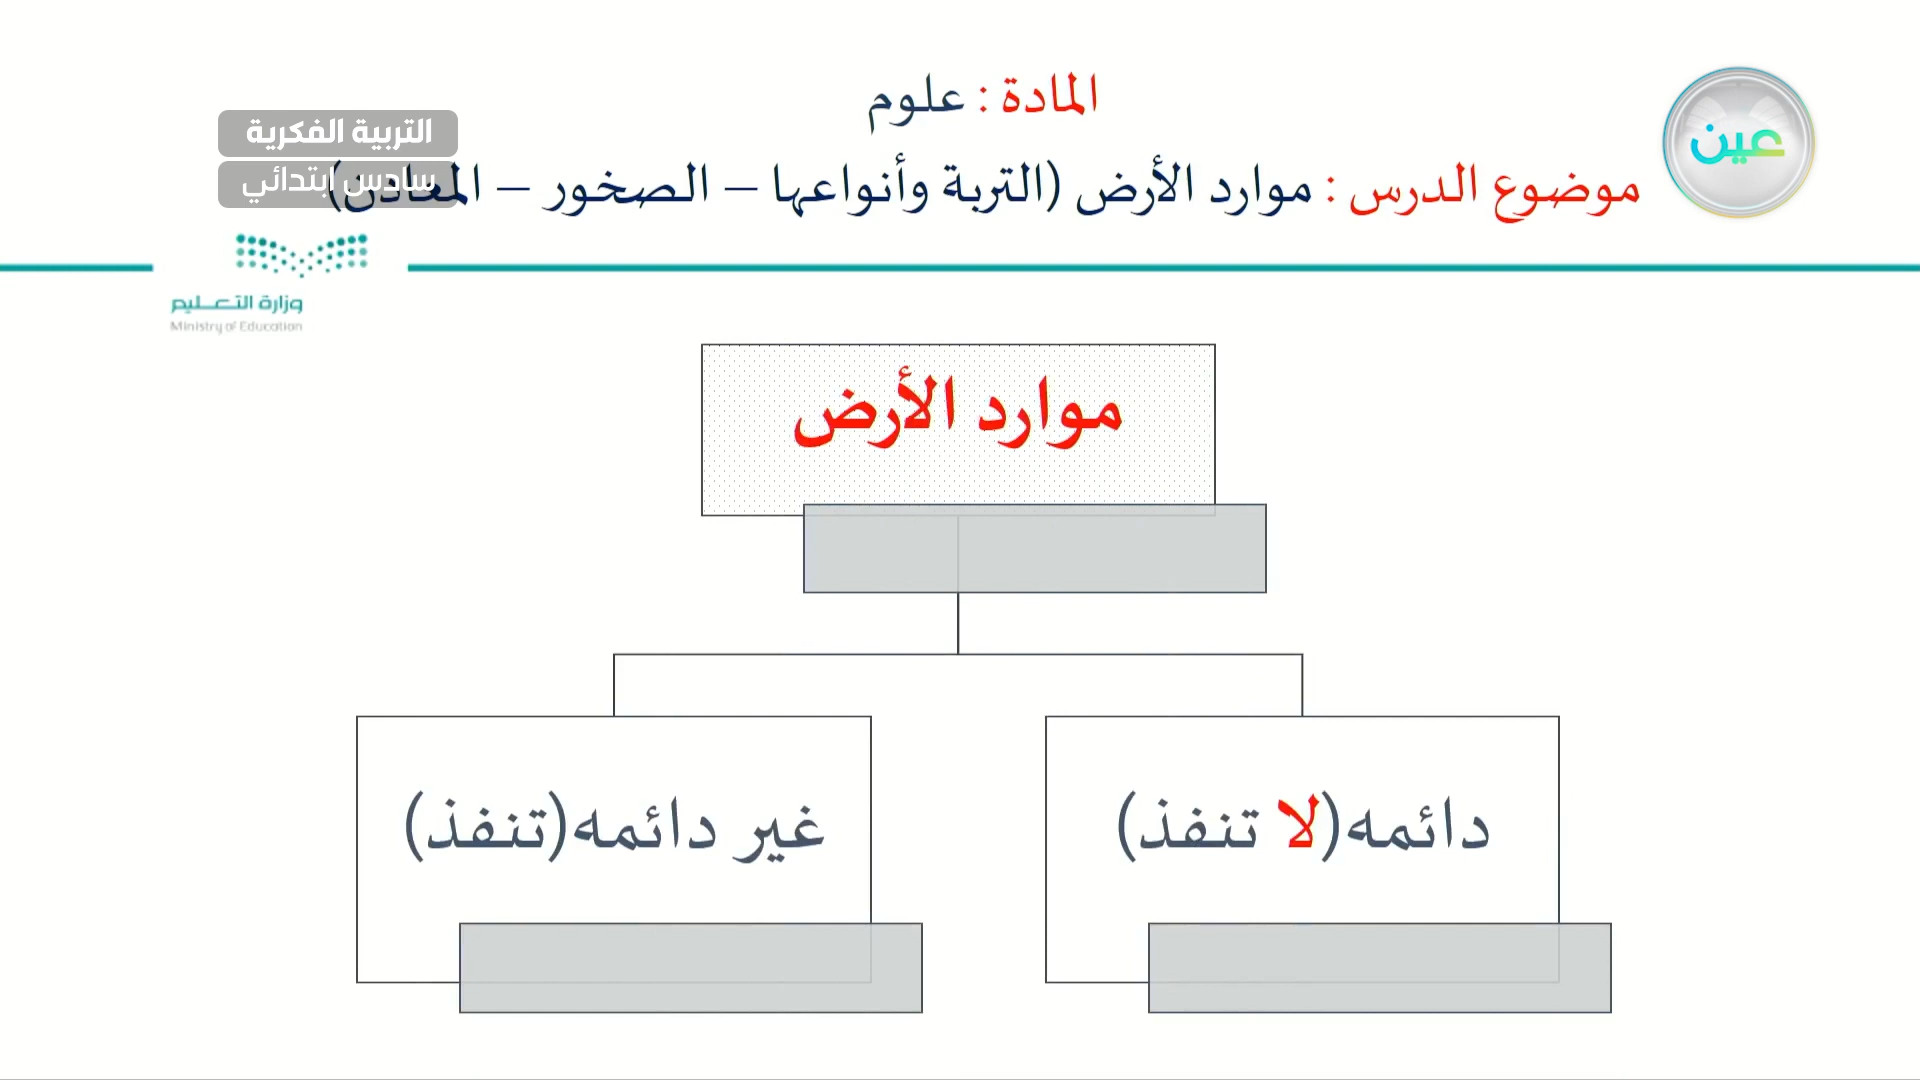 المادة : علوم
عين
التربية الفكرية
موضوع الدرس : موارد الأرض (التربة وأنواعها – الصخور – المعادن)
سادس ابتدائي
وزارة التعليم
Ministry of Education
موارد الأرض
دائمه(لا تنفذ)
غير دائمه(تنفذ)